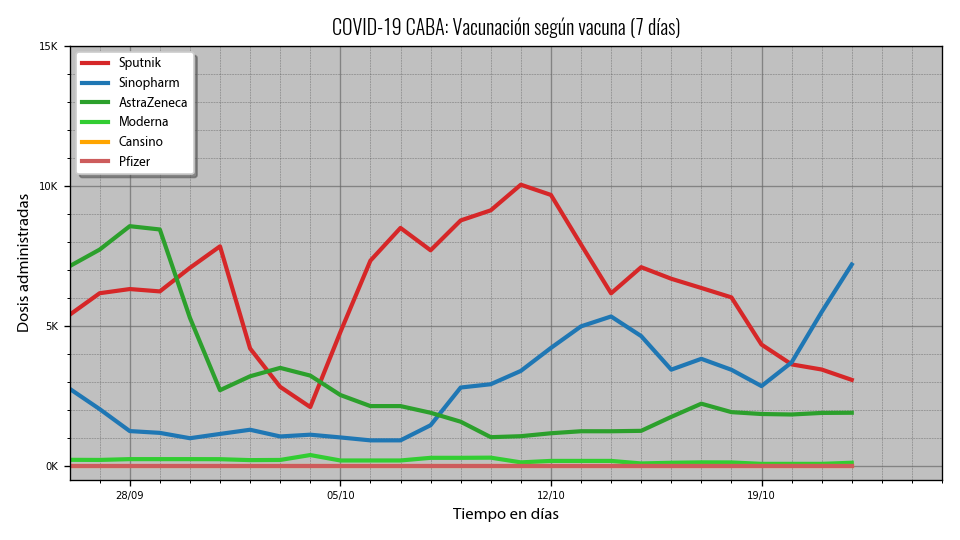 COVID-19 CABA: Vacunación según vacuna (7 días)
15K
10K
5K
0K
Dosis administradas
Sputnik
Sinopharm
AstraZeneca
Moderna
Cansino
Pfizer
28/09
05/10
12/10
19/10
Tiempo en días